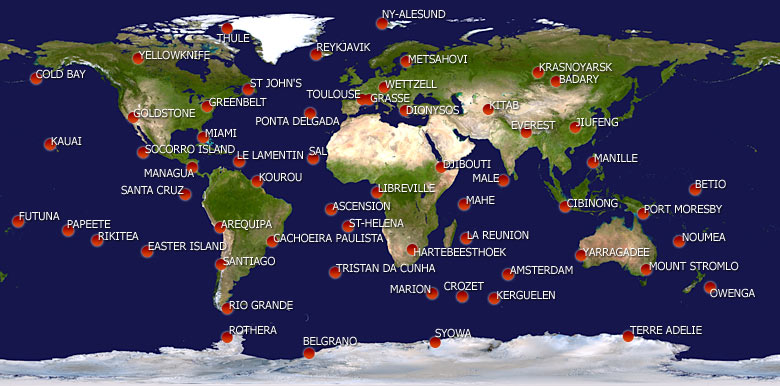 NY-ALESUND
THULE
REYKJAVIK
YELLOWKNIFE
METSAHOVI
KRASNOYARSK
COLD BAY
BADARY
ST JOHN'S
WETTZELL
TOULOUSE
GRASSE
GREENBELT
KITAB
GOLDSTONE
DIONYSOS
PONTA DELGADA
JIUFENG
EVEREST
MIAMI
KAUAI
SOCORRO ISLAND
SAL
LE LAMENTIN
MANILLE
DJIBOUTI
MANAGUA
KOUROU
MALE
SANTA CRUZ
LIBREVILLE
BETIO
MAHE
CIBINONG
ASCENSION
PORT MORESBY
FUTUNA
PAPEETE
AREQUIPA
ST-HELENA
RIKITEA
CACHOEIRA PAULISTA
LA REUNION
NOUMEA
EASTER ISLAND
HARTEBEESTHOEK
YARRAGADEE
SANTIAGO
TRISTAN DA CUNHA
MOUNT STROMLO
AMSTERDAM
CROZET
MARION
KERGUELEN
OWENGA
RIO GRANDE
ROTHERA
TERRE ADELIE
SYOWA
BELGRANO